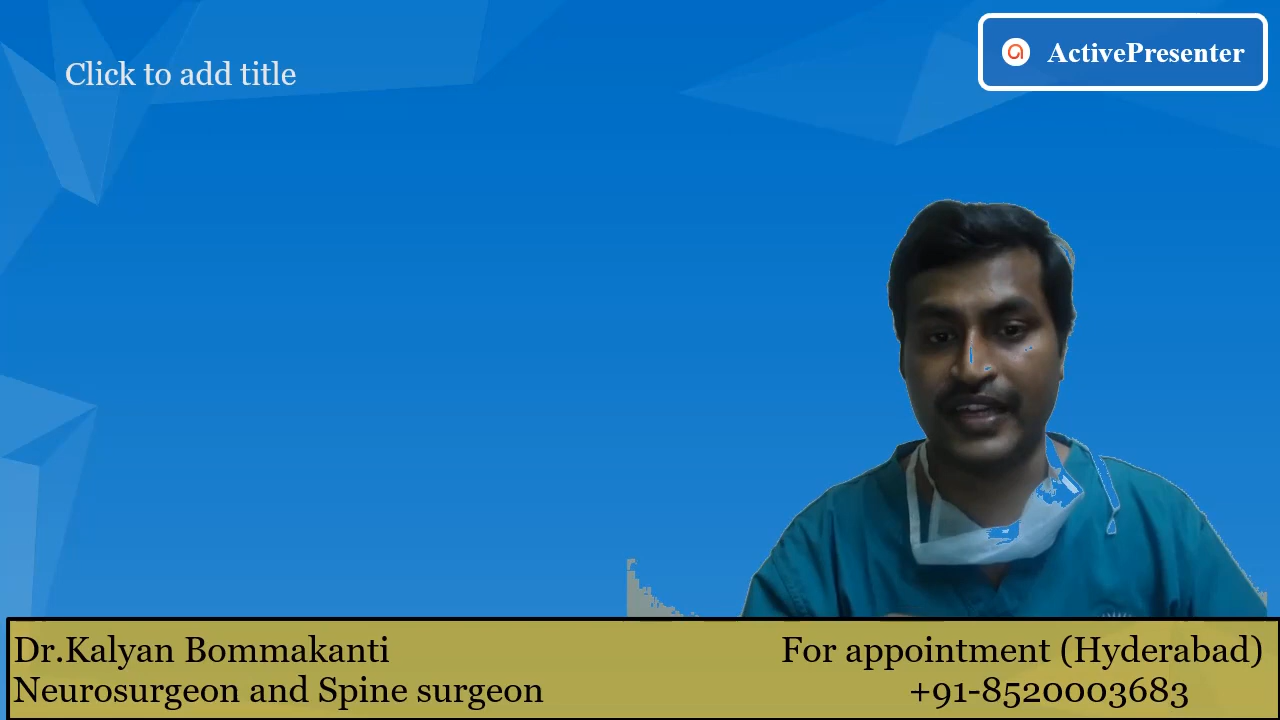 Click to add title
ActivePresenter
Dr.Kalyan Bommakanti
Neurosurgeon and Spine surgeon
For appointment (Hyderabad)
+91-8520003683